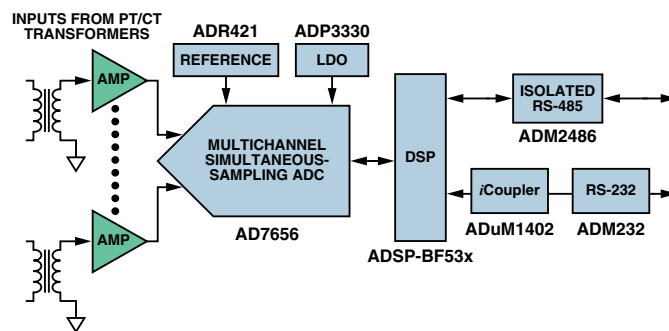 INPUTS FROM PT/CT
TRANSFORMERS
ADR421
ADP3330
REFERENCE
LDO
AMP
MULTICHANNEL
SIMULTANEOUS-
SAMPLING ADC
AD7656
AMP
DSP
ADSP-BF53x
ISOLATED
RS-485
ADM2486
iCoupler
RS-232
ADuM1402
ADM232